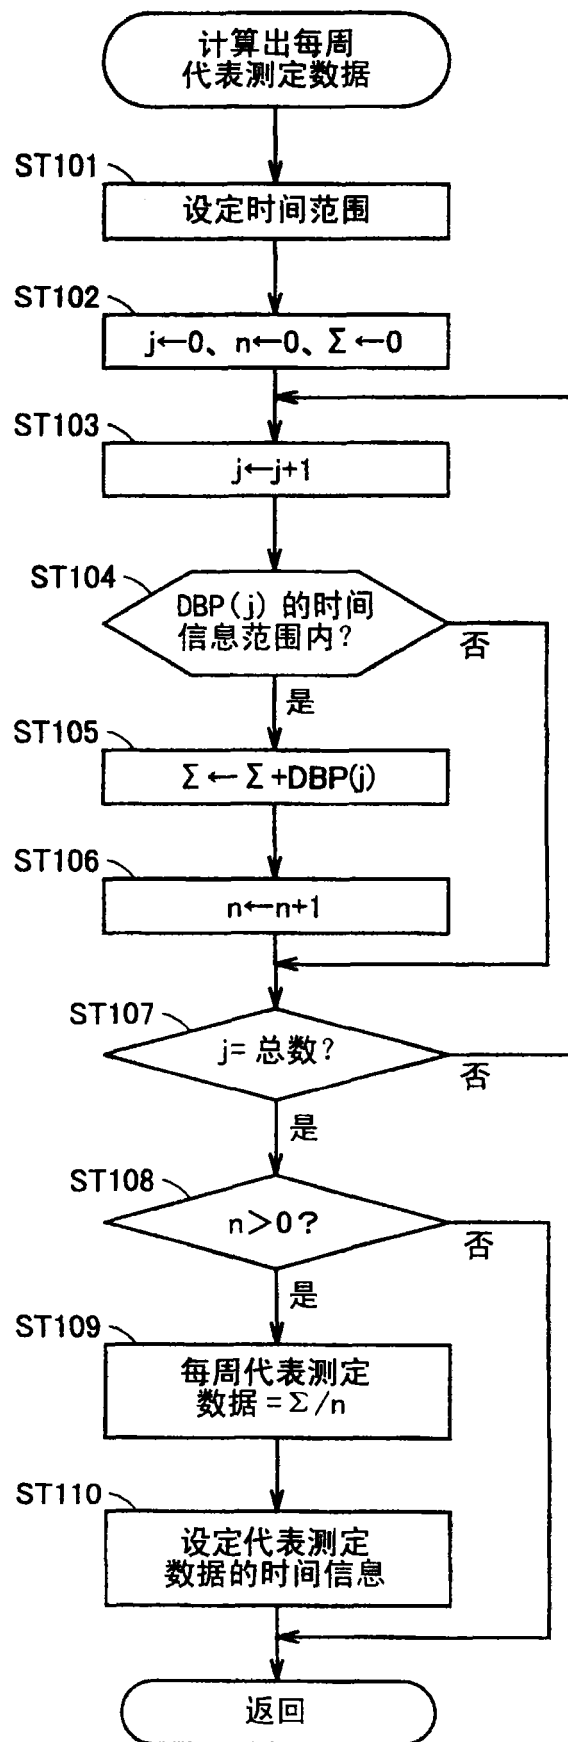 计算出每周
代表测定数据
ST101
设定时间范围
ST102
j←0、n←0、Σ←0
ST103
j←j+1
ST104
DBP(j) 的时间
信息范围内?
否
是
ST105
Σ←Σ+DBP(j)
ST106
n←n+1
ST107
j=总数?
否
是
ST108
n>0?
否
是
ST109
每周代表测定
数据=Σ/n
ST110
设定代表测定
数据的时间信息
返回